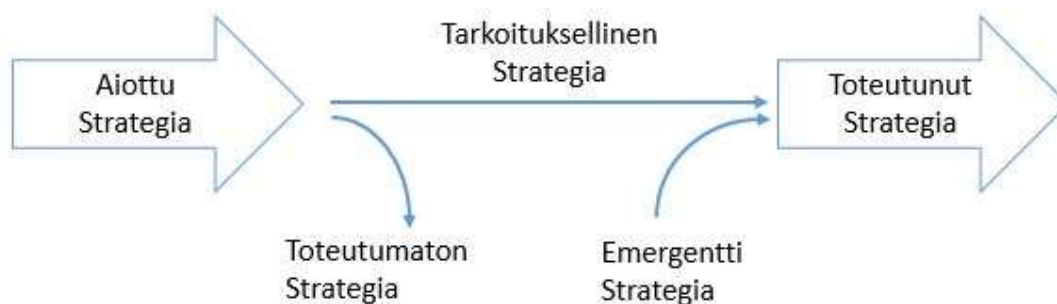 Tarkoituksellinen
Strategia
Aiottu
Strategia
Toteutunut
Strategia
Toteutumaton
Strategia
Emergentti
Strategia